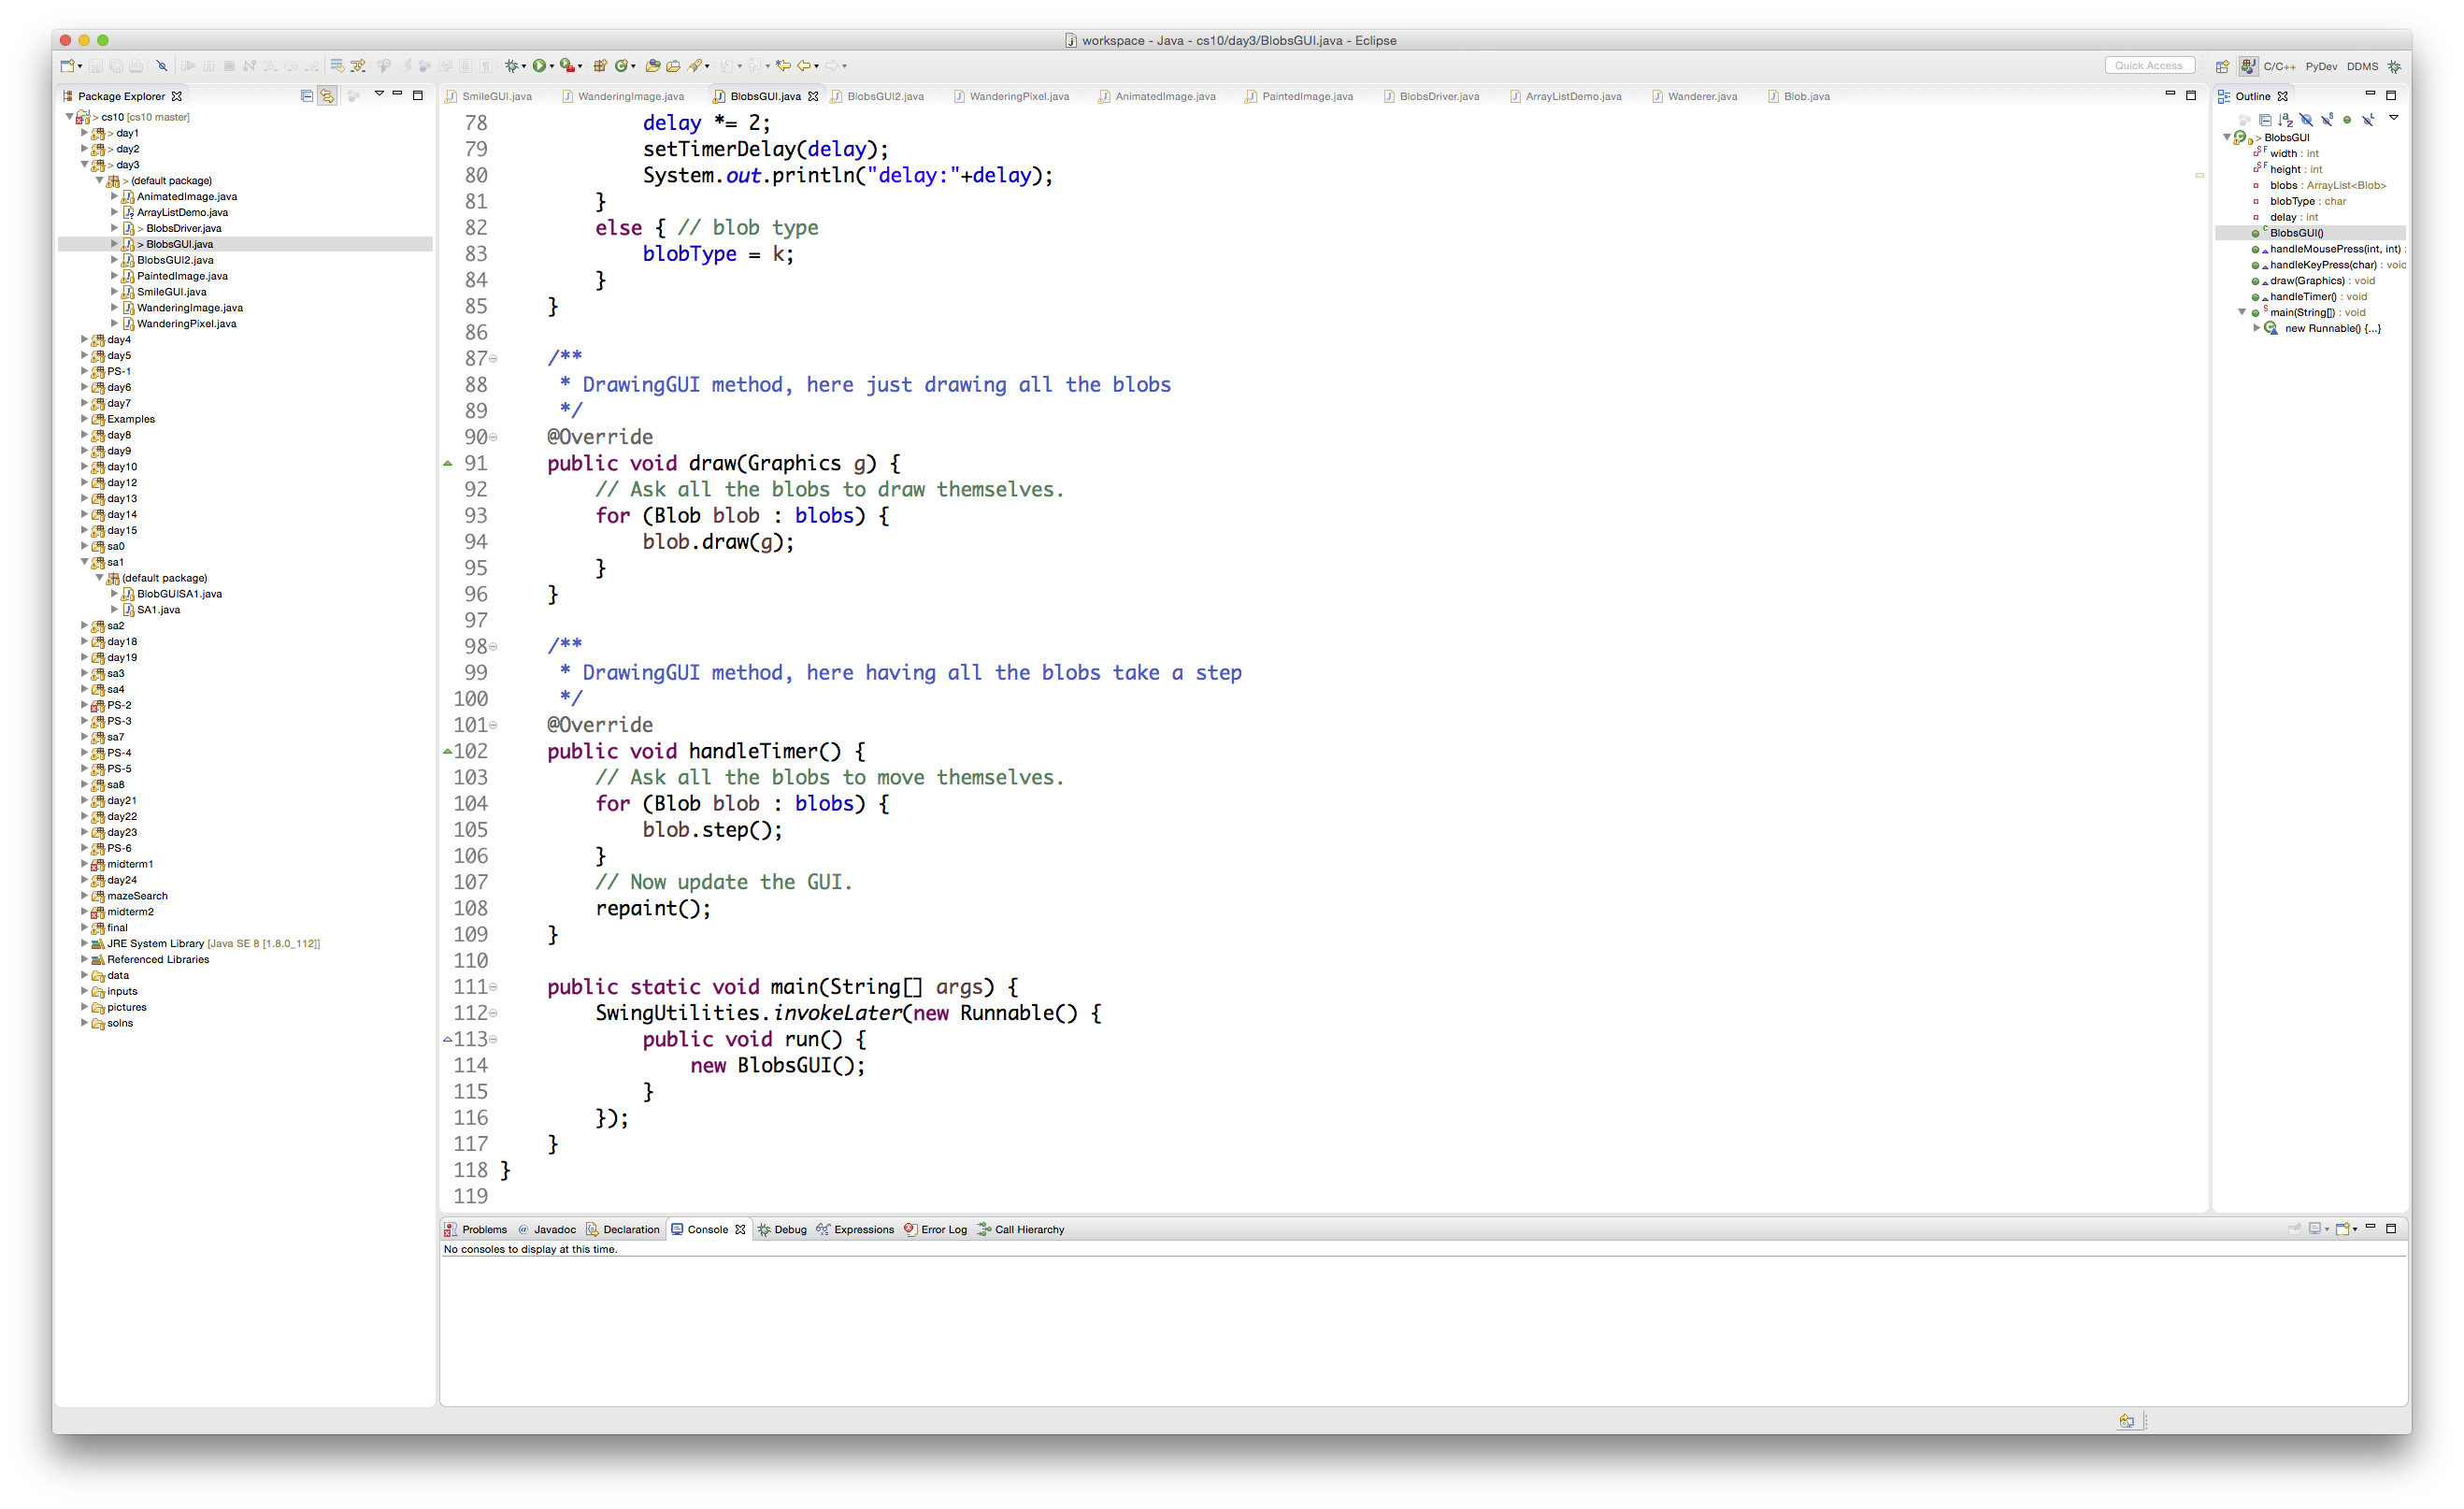 workspace - Java - cs10/day3/BlobsGUI.java - Eclipse
Quick Access
C/C++ PyDev DDMS
Package Explorer
> cs10 [cs10 master]
> day1
> day2
> day3
> (default package)
AnimatedImage.java
ArrayListDemo.java
> BlobsDriver.java
> BlobsGUI.java
BlobsGUI2.java
PaintedImage.java
SmileGUI.java
WanderingImage.java
WanderingPixel.java
day4
day5
PS-1
day6
day7
Examples
day8
day9
day10
day12
day13
day14
day15
sa0
sa1
(default package)
BlobGUISA1.java
SA1.java
sa2
day18
day19
sa3
sa4
PS-2
PS-3
sa7
PS-4
PS-5
sa8
day21
day22
day23
PS-6
midterm1
day24
mazeSearch
midterm2
final
JRE System Library [Java SE 8 [1.8.0_112]]
Referenced Libraries
data
inputs
pictures
solns
SmileGUI.java WanderingImage.java BlobsGUI.java BlobsGUI2.java WanderingPixel.java AnimatedImage.java PaintedImage.java BlobsDriver.java ArrayListDemo.java Wanderer.java Blob.java
78 delay *= 2;
79 setTimerDelay(delay);
80 System.out.println("delay:"+delay);
81 }
82 else { // blob type
83 blobType = k;
84 }
85 }
86
87 /**
88 * DrawingGUI method, here just drawing all the blobs
89 */
90 @Override
91 public void draw(Graphics g) {
92 // Ask all the blobs to draw themselves.
93 for (Blob blob : blobs) {
94 blob.draw(g);
95 }
96 }
97
98 /**
99 * DrawingGUI method, here having all the blobs take a step
100 */
101 @Override
102 public void handleTimer() {
103 // Ask all the blobs to move themselves.
104 for (Blob blob : blobs) {
105 blob.step();
106 }
107 // Now update the GUI.
108 repaint();
109 }
110
111 public static void main(String[] args) {
112 SwingUtilities.invokeLater(new Runnable() {
113 public void run() {
114 new BlobsGUI();
115 }
116 });
117 }
118 }
119
Outline
> BlobsGUI
width : int
height : int
blobs : ArrayList<Blob>
blobType : char
delay : int
BlobsGUI()
handleMousePress(int, int) :
handleKeyPress(char) : void
draw(Graphics) : void
handleTimer() : void
main(String[]) : void
new Runnable() {...}
Problems @ Javadoc Declaration Console Debug Expressions Error Log Call Hierarchy
No consoles to display at this time.